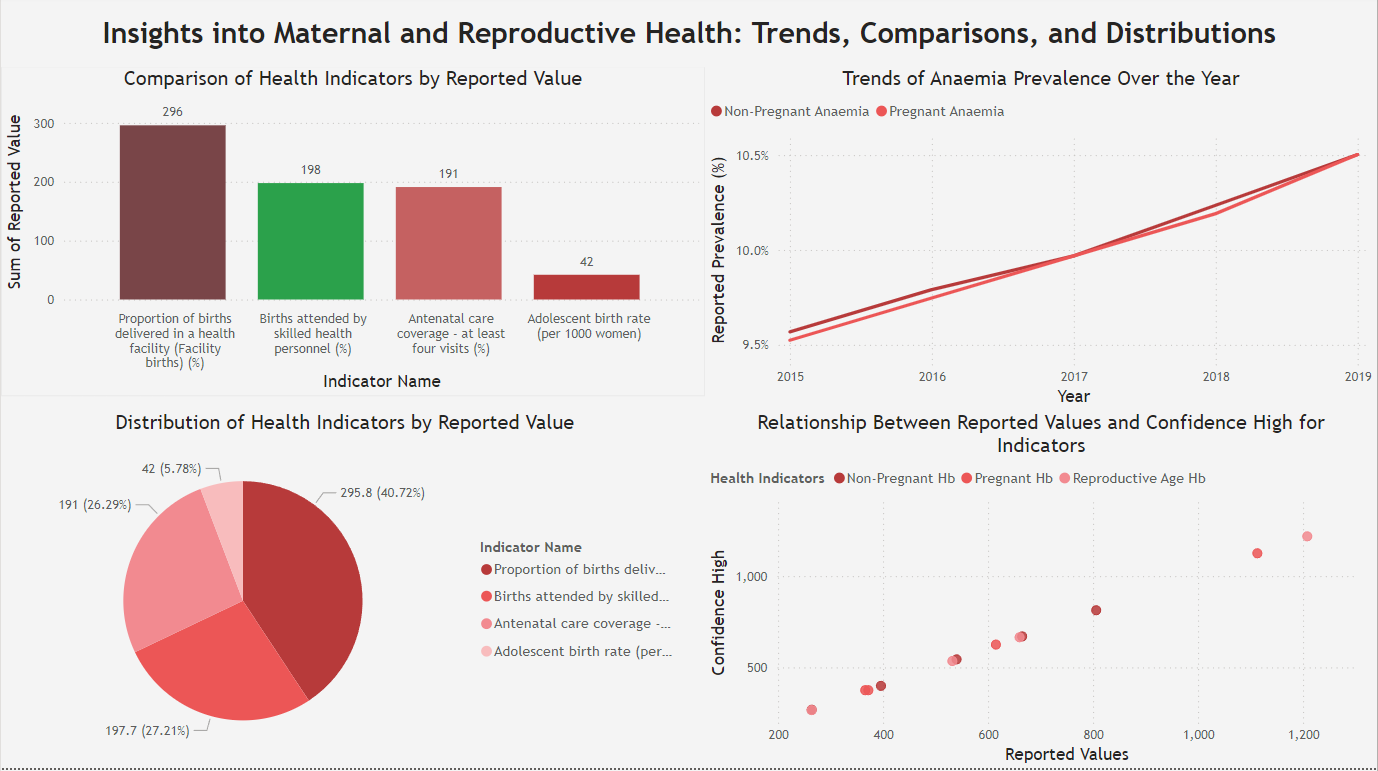 Insights into Maternal and Reproductive Health: Trends, Comparisons, and Distributions
Comparison of Health Indicators by Reported Value
Sum of Reported Value
300
200
100
0
296
198
191
42
Proportion of births
delivered in a health
facility (Facility
births) (%)
Births attended by
skilled health
personnel (%)
Antenatal care
coverage - at least
four visits (%)
Adolescent birth rate
(per 1000 women)
Indicator Name
Trends of Anaemia Prevalence Over the Year
Non-Pregnant Anaemia
Pregnant Anaemia
Reported Prevalence (%)
10.5%
10.0%
9.5%
2015
2016
2017
2018
2019
Year
Distribution of Health Indicators by Reported Value
42 (5.78%)
295.8 (40.72%)
191 (26.29%)
197.7 (27.21%)
Indicator Name
Proportion of births deliv...
Births attended by skilled...
Antenatal care coverage -...
Adolescent birth rate (per...
Relationship Between Reported Values and Confidence High for
Indicators
Health Indicators
Non-Pregnant Hb
Pregnant Hb
Reproductive Age Hb
Confidence High
1,000
500
200
400
600
800
1,000
1,200
Reported Values